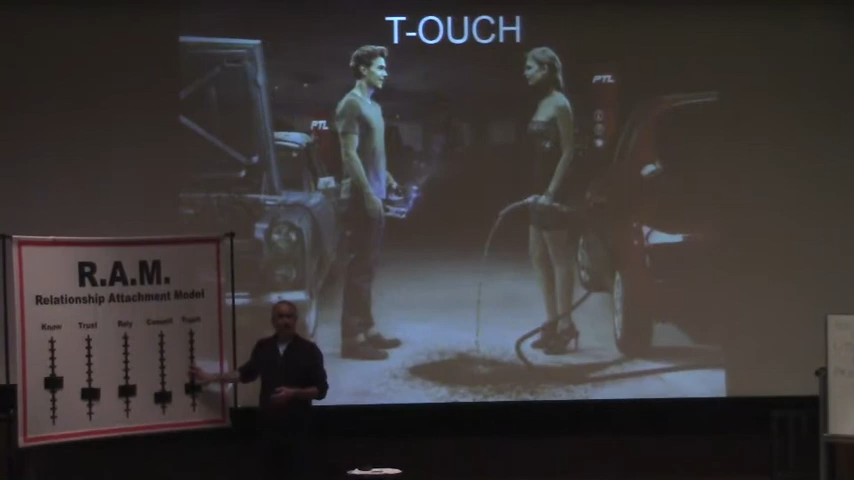 T-OUCH
PTL
PTL
R.A.M.
Relationship Attachment Model
Know Trust Rely Commit Touch